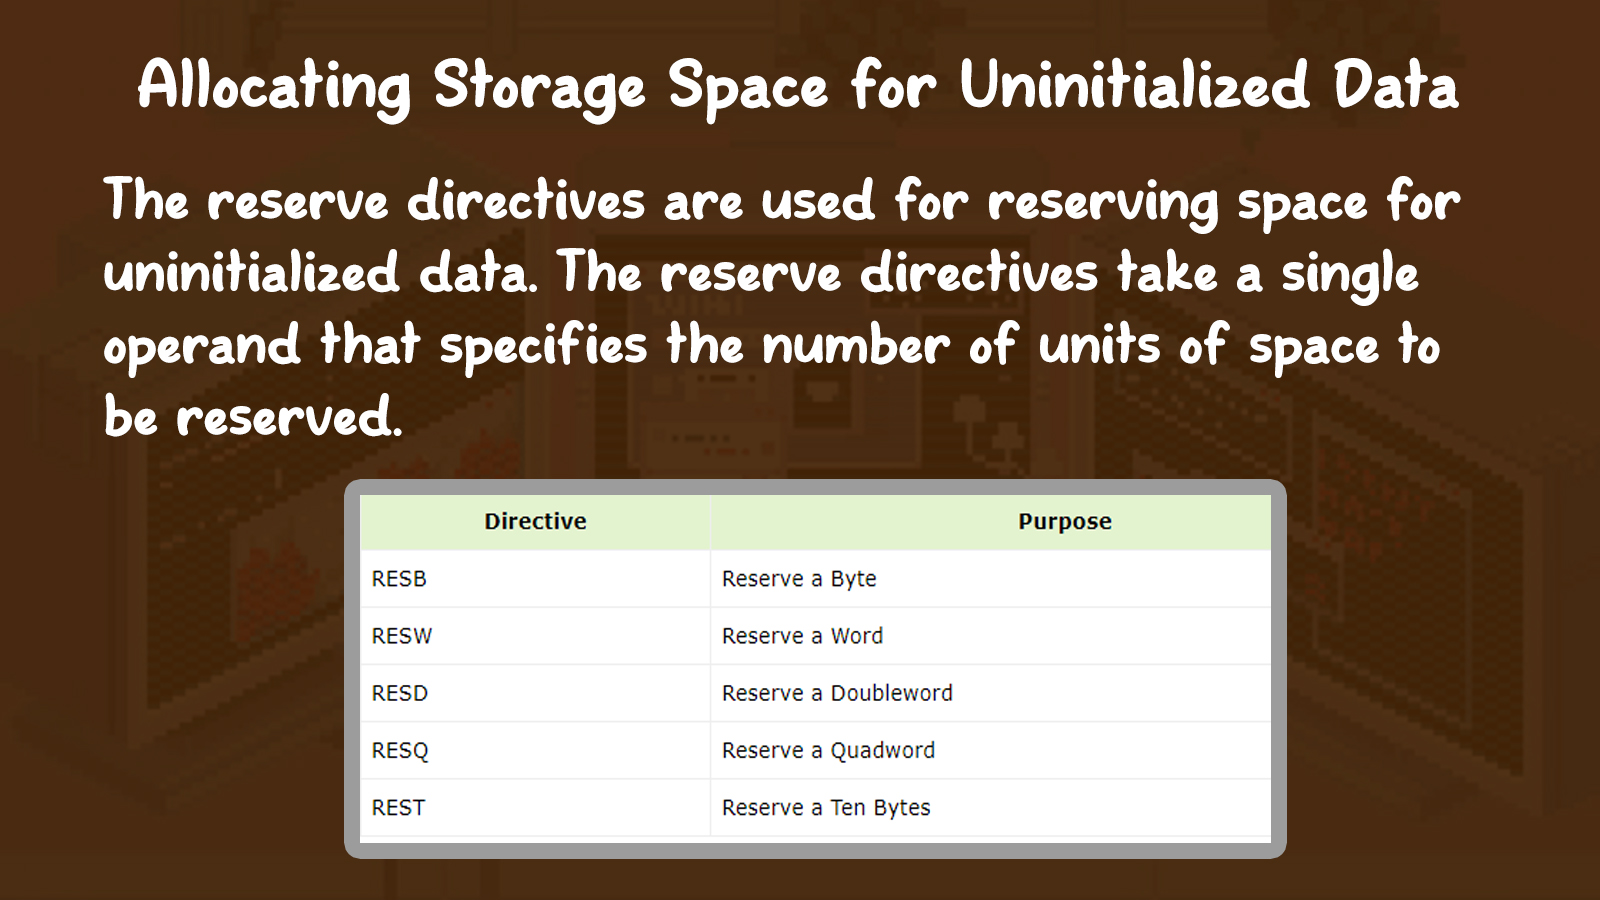 Allocating Storage Space for Uninitialized Data
The reserve directives are used for reserving space for
uninitialized data. The reserve directives take a single
operand that specifies the number of units of space to
be reserved.
Directive Purpose
RESB Reserve a Byte
RESW Reserve a Word
RESD Reserve a Doubleword
RESQ Reserve a Quadword
REST Reserve a Ten Bytes